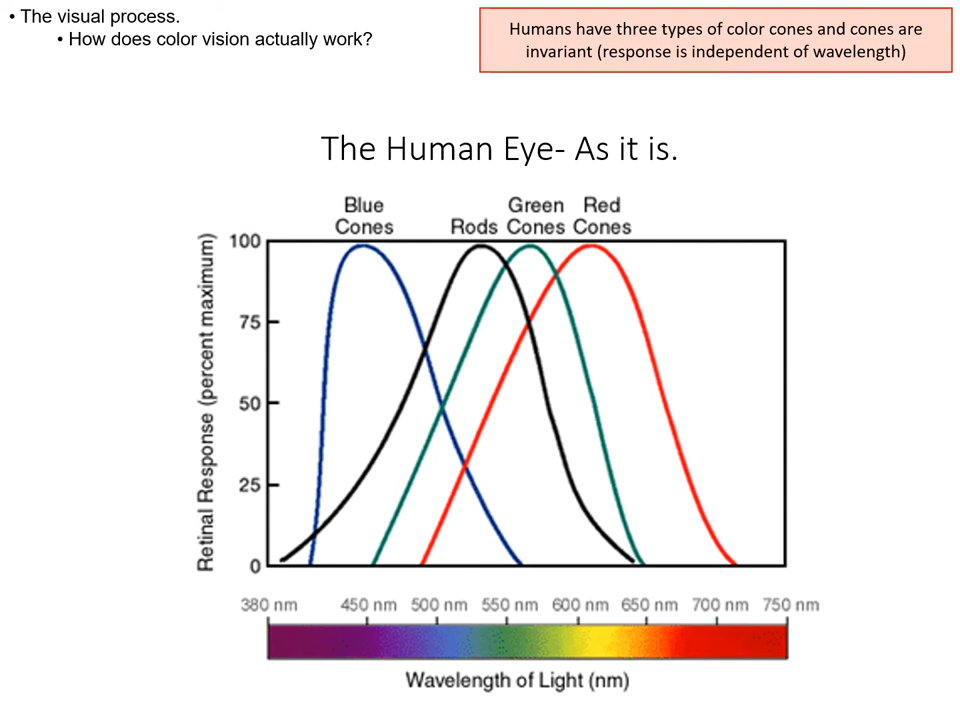 • The visual process.
• How does color vision actually work?
Humans have three types of color cones and cones are
invariant (response is independent of wavelength)
The Human Eye- As it is.
Blue
Cones
Rods
Green
Cones
Red
Cones
Retinal Response (percent maximum)
100
75
50
25
0
380 nm 450 nm 500 nm 550 nm 600 nm 650 nm 700 nm 750 nm
Wavelength of Light (nm)